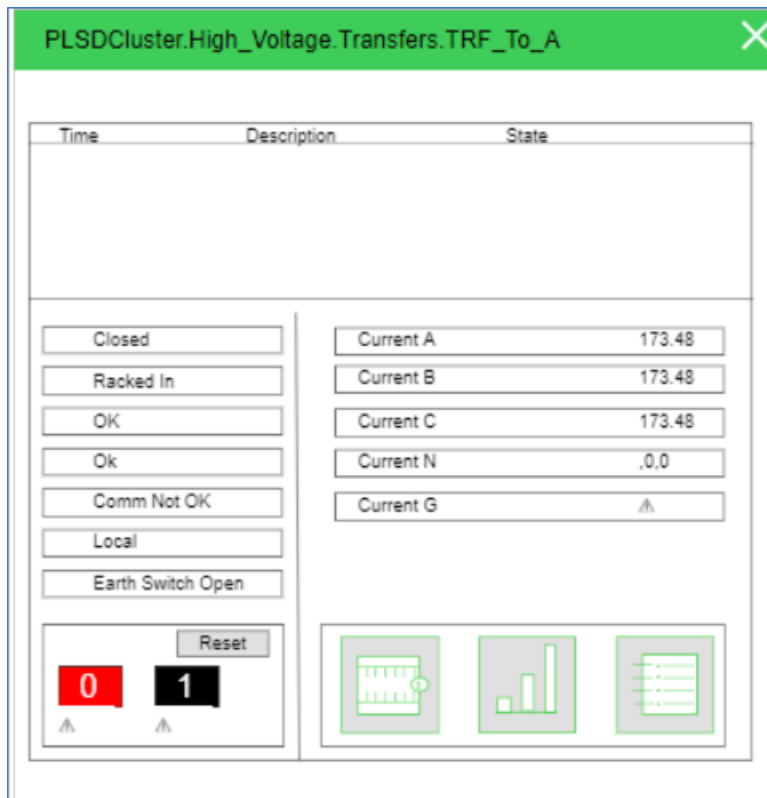 PLSDCluster.High_Voltage.Transfers.TRF_To_A
Time Description State
Closed
Racked In
OK
Ok
Comm Not OK
Local
Earth Switch Open
Current A 173.48
Current B 173.48
Current C 173.48
Current N ,0,0
Current G
Reset
0 1